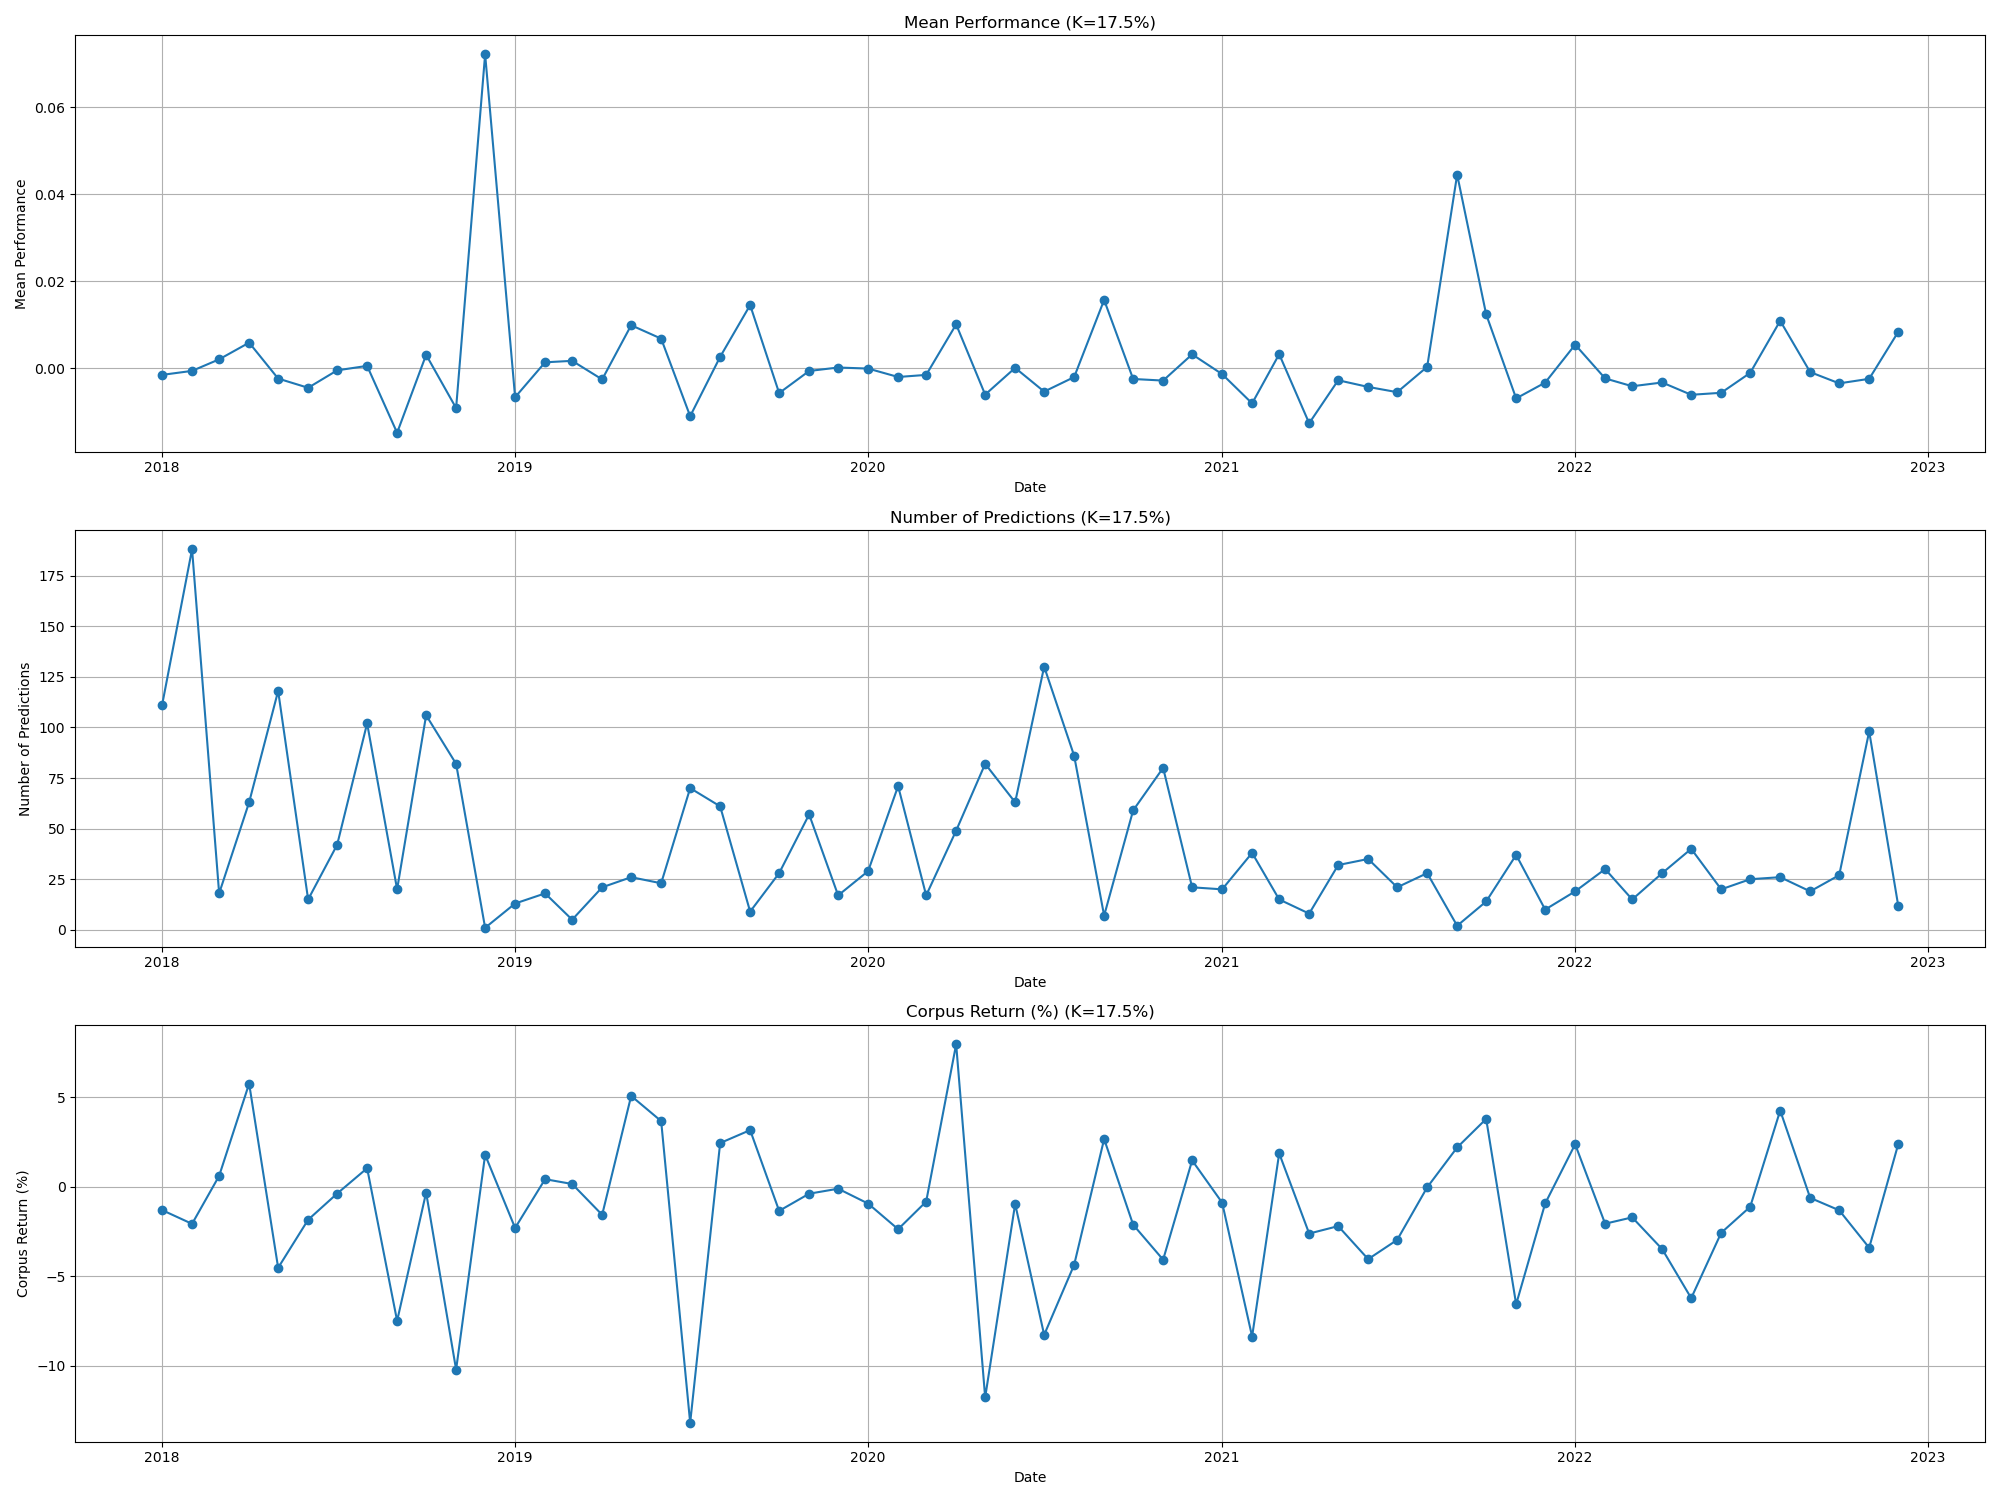 Mean Performance (K=17.5%)
Mean Performance
0.06
0.04
0.02
0.00
2018 2019 2020 2021 2022 2023
Date
Number of Predictions (K=17.5%)
Number of Predictions
175
150
125
100
75
50
25
0
2018 2019 2020 2021 2022 2023
Date
Corpus Return (%) (K=17.5%)
Corpus Return (%)
5
0
−5
−10
2018 2019 2020 2021 2022 2023
Date